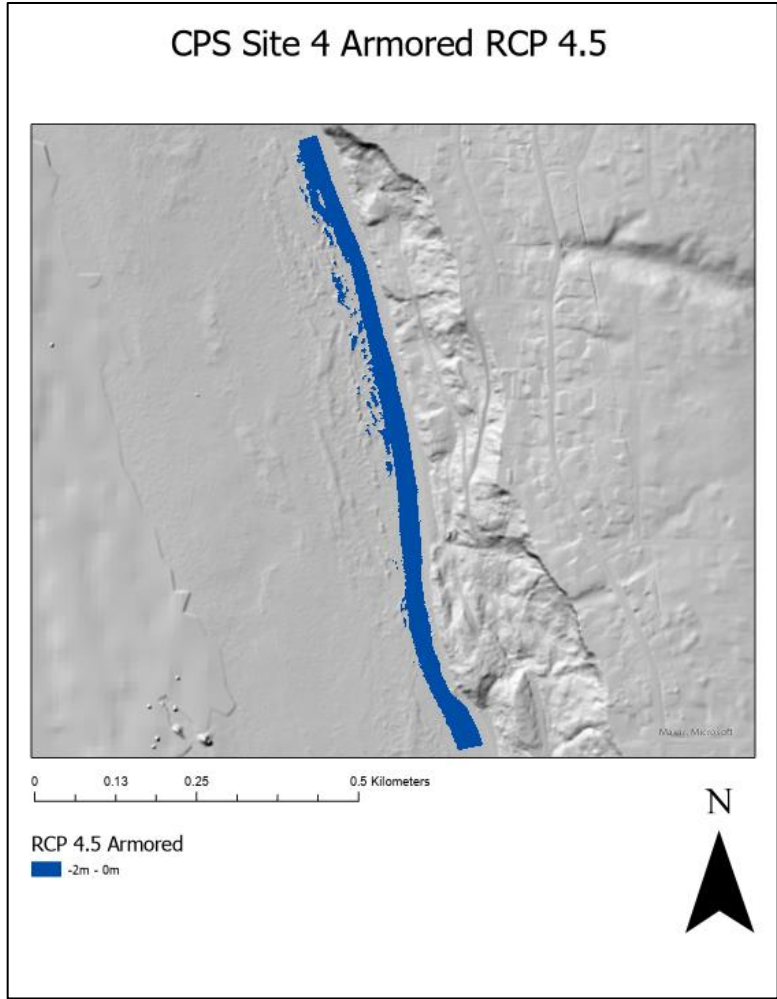 CPS Site 4 Armored RCP 4.5
Maxar, Microsoft
0 0.13 0.25 0.5 Kilometers
RCP 4.5 Armored
-2m - 0m
N